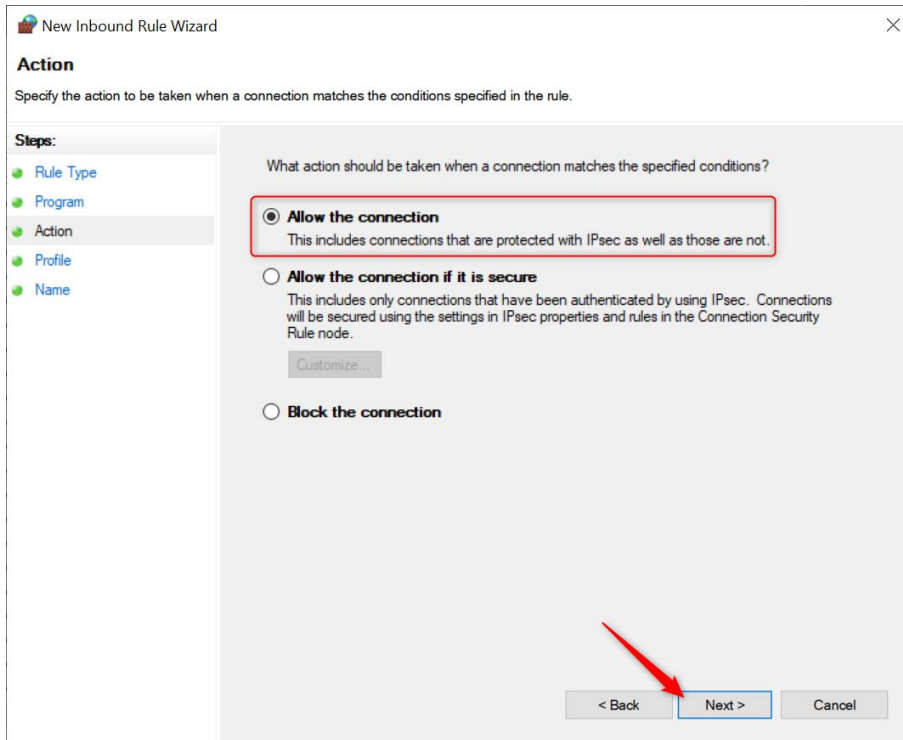 New Inbound Rule Wizard
Action
Specify the action to be taken when a connection matches the conditions specified in the rule.
Steps:
Rule Type
Program
Action
Profile
Name
What action should be taken when a connection matches the specified conditions?
Allow the connection
This includes connections that are protected with IPsec as well as those are not.
Allow the connection if it is secure
This includes only connections that have been authenticated by using IPsec. Connections
will be secured using the settings in IPsec properties and rules in the Connection Security
Rule node.
Customize...
Block the connection
< Back
Next >
Cancel